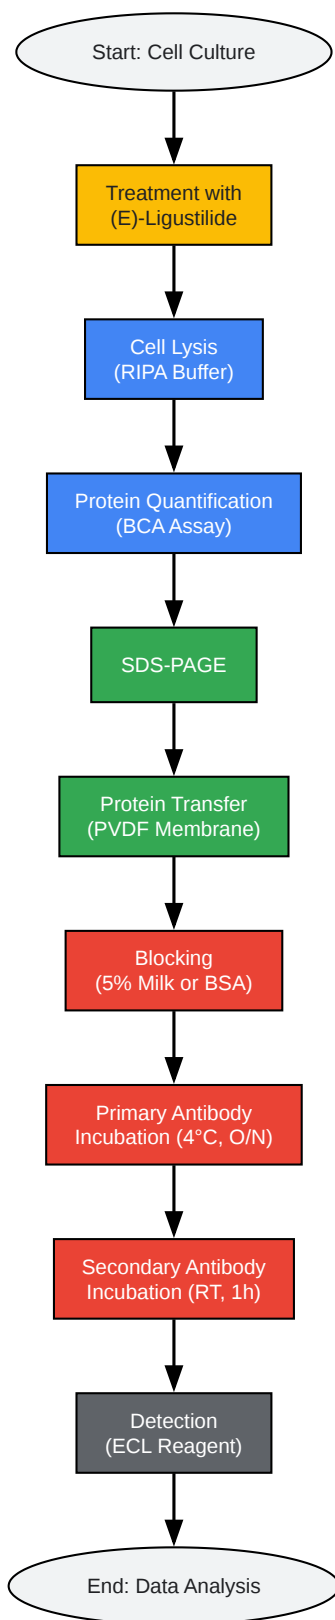 Start: Cell Culture
Treatment with
(E)-Ligustilide
Cell Lysis
(RIPA Buffer)
Protein Quantification
(BCA Assay)
SDS-PAGE
Protein Transfer
(PVDF Membrane)
Blocking
(5% Milk or BSA)
Primary Antibody
Incubation (4°C, O/N)
Secondary Antibody
Incubation (RT, 1h)
Detection
(ECL Reagent)
End: Data Analysis